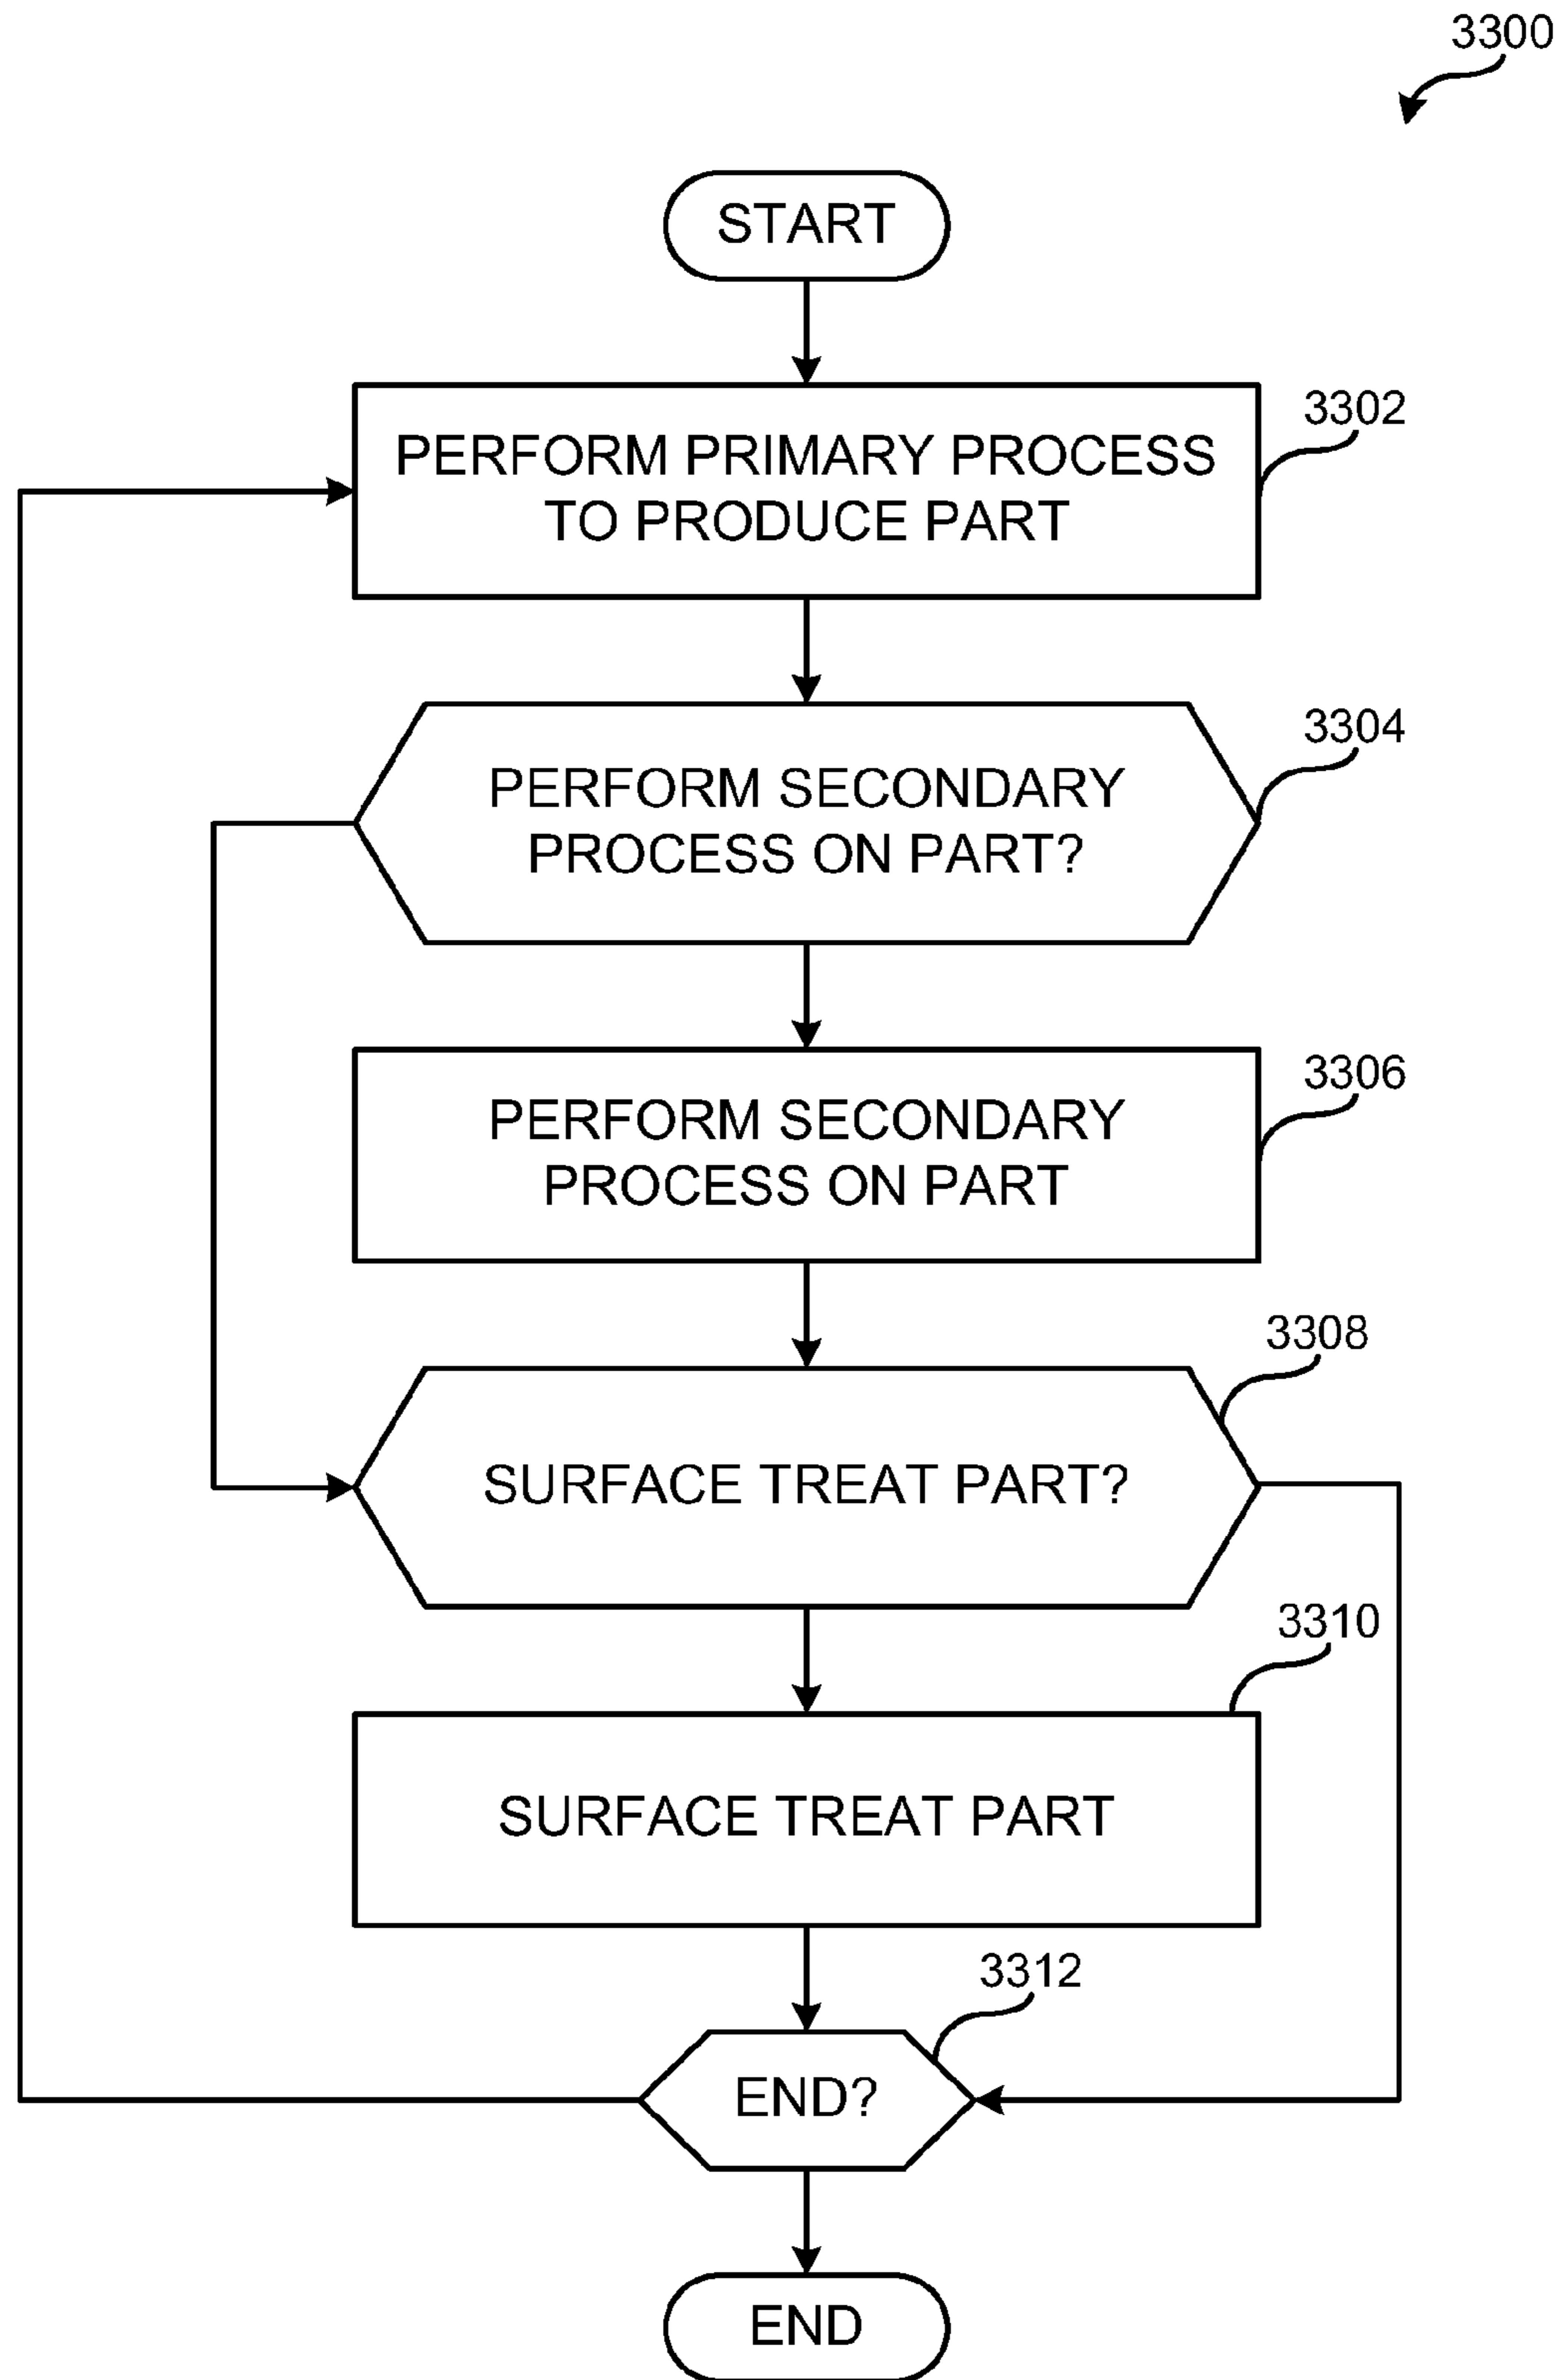 3300
START
PERFORM PRIMARY PROCESS
TO PRODUCE PART
3302
PERFORM SECONDARY
PROCESS ON PART?
3304
PERFORM SECONDARY
PROCESS ON PART
3306
SURFACE TREAT PART?
3308
SURFACE TREAT PART
3310
END?
3312
END